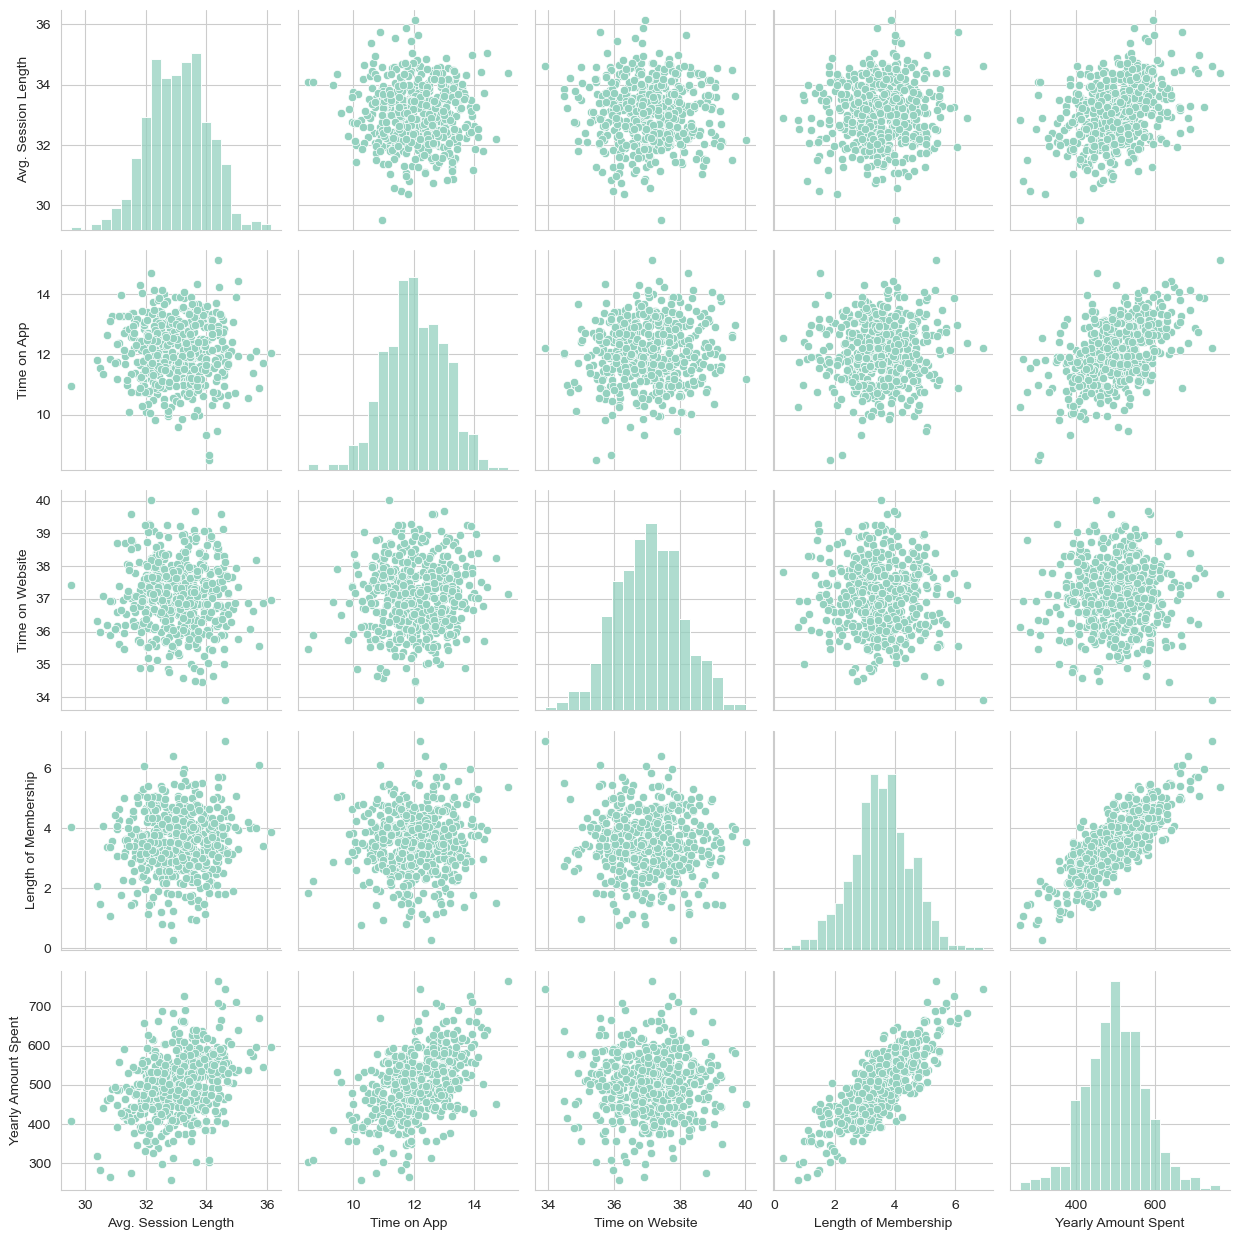 36
34
32
30
Avg. Session Length
14
12
10
Time on App
40
39
38
37
36
35
34
Time on Website
6
4
2
0
Length of Membership
700
600
500
400
300
Yearly Amount Spent
30 32 34 36
10 12 14
34 36 38 40
0 2 4 6
400 600
Avg. Session Length
Time on App
Time on Website
Length of Membership
Yearly Amount Spent